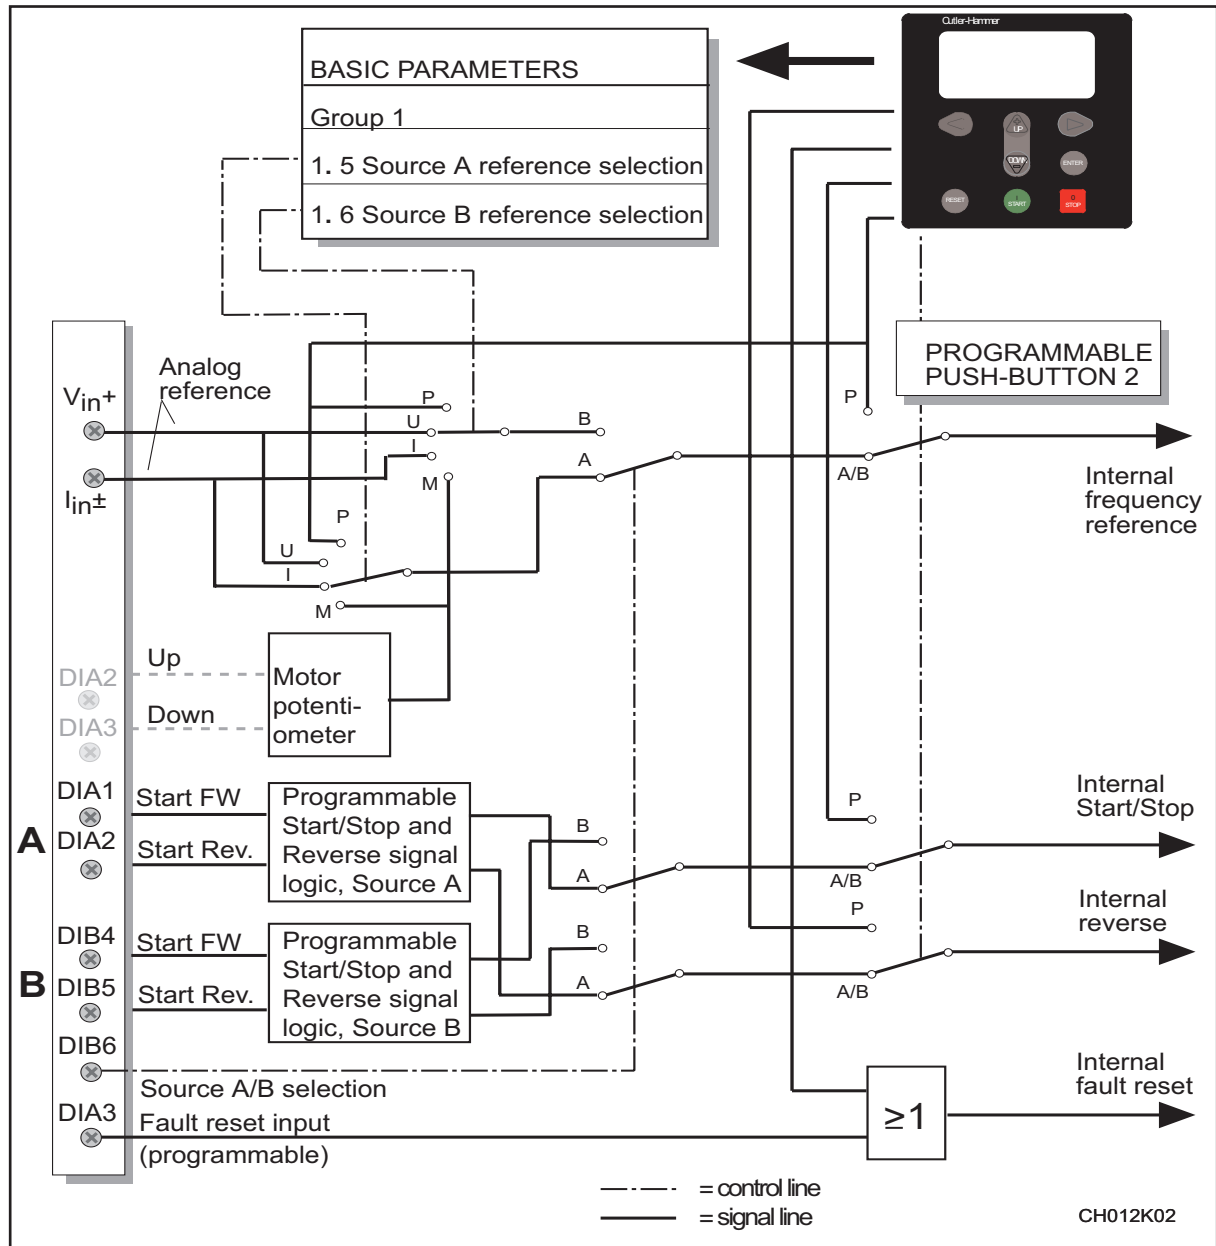 Cutler-Hammer
BASIC PARAMETERS
Group 1
1. 5 Source A reference selection
1. 6 Source B reference selection
UP
DOWN
ENTER
RESET
I
START
O
STOP
PROGRAMMABLE
PUSH-BUTTON 2
Analog
reference
Vin+
Iin±
P
U
I
M
B
A
P
A/B
Internal
frequency
reference
P
U
I
M
DIA2
Up
DIA3
Down
Motor
potenti-
ometer
A
DIA1
Start FW
DIA2
Start Rev.
Programmable
Start/Stop and
Reverse signal
logic, Source A
B
A
P
A/B
Internal
Start/Stop
B
DIB4
Start FW
DIB5
Start Rev.
Programmable
Start/Stop and
Reverse signal
logic, Source B
B
A
P
A/B
Internal
reverse
DIB6
Source A/B selection
DIA3
Fault reset input
(programmable)
≥1
Internal
fault reset
= control line
= signal line
CH012K02